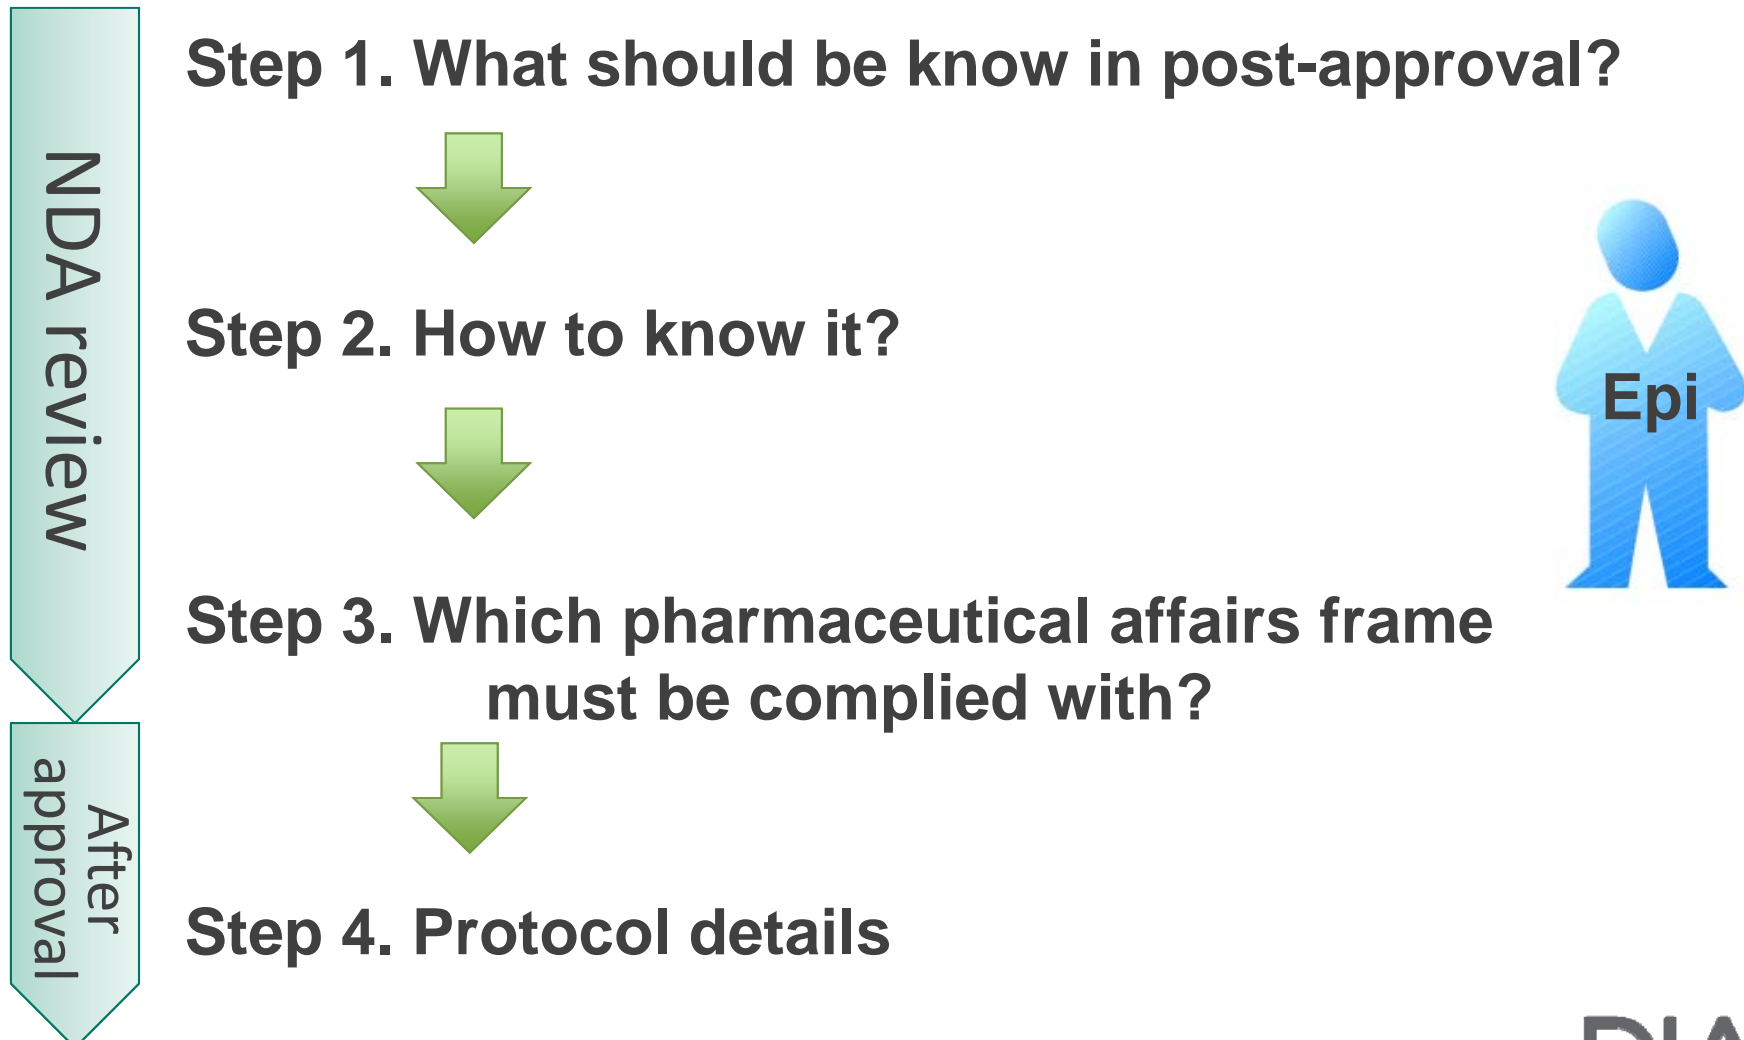 Step 1. What should be know in post-approval?
NDA review
Step 2. How to know it?
Epi
Step 3. Which pharmaceutical affairs frame
must be complied with?
After
approval
Step 4. Protocol details
DIA